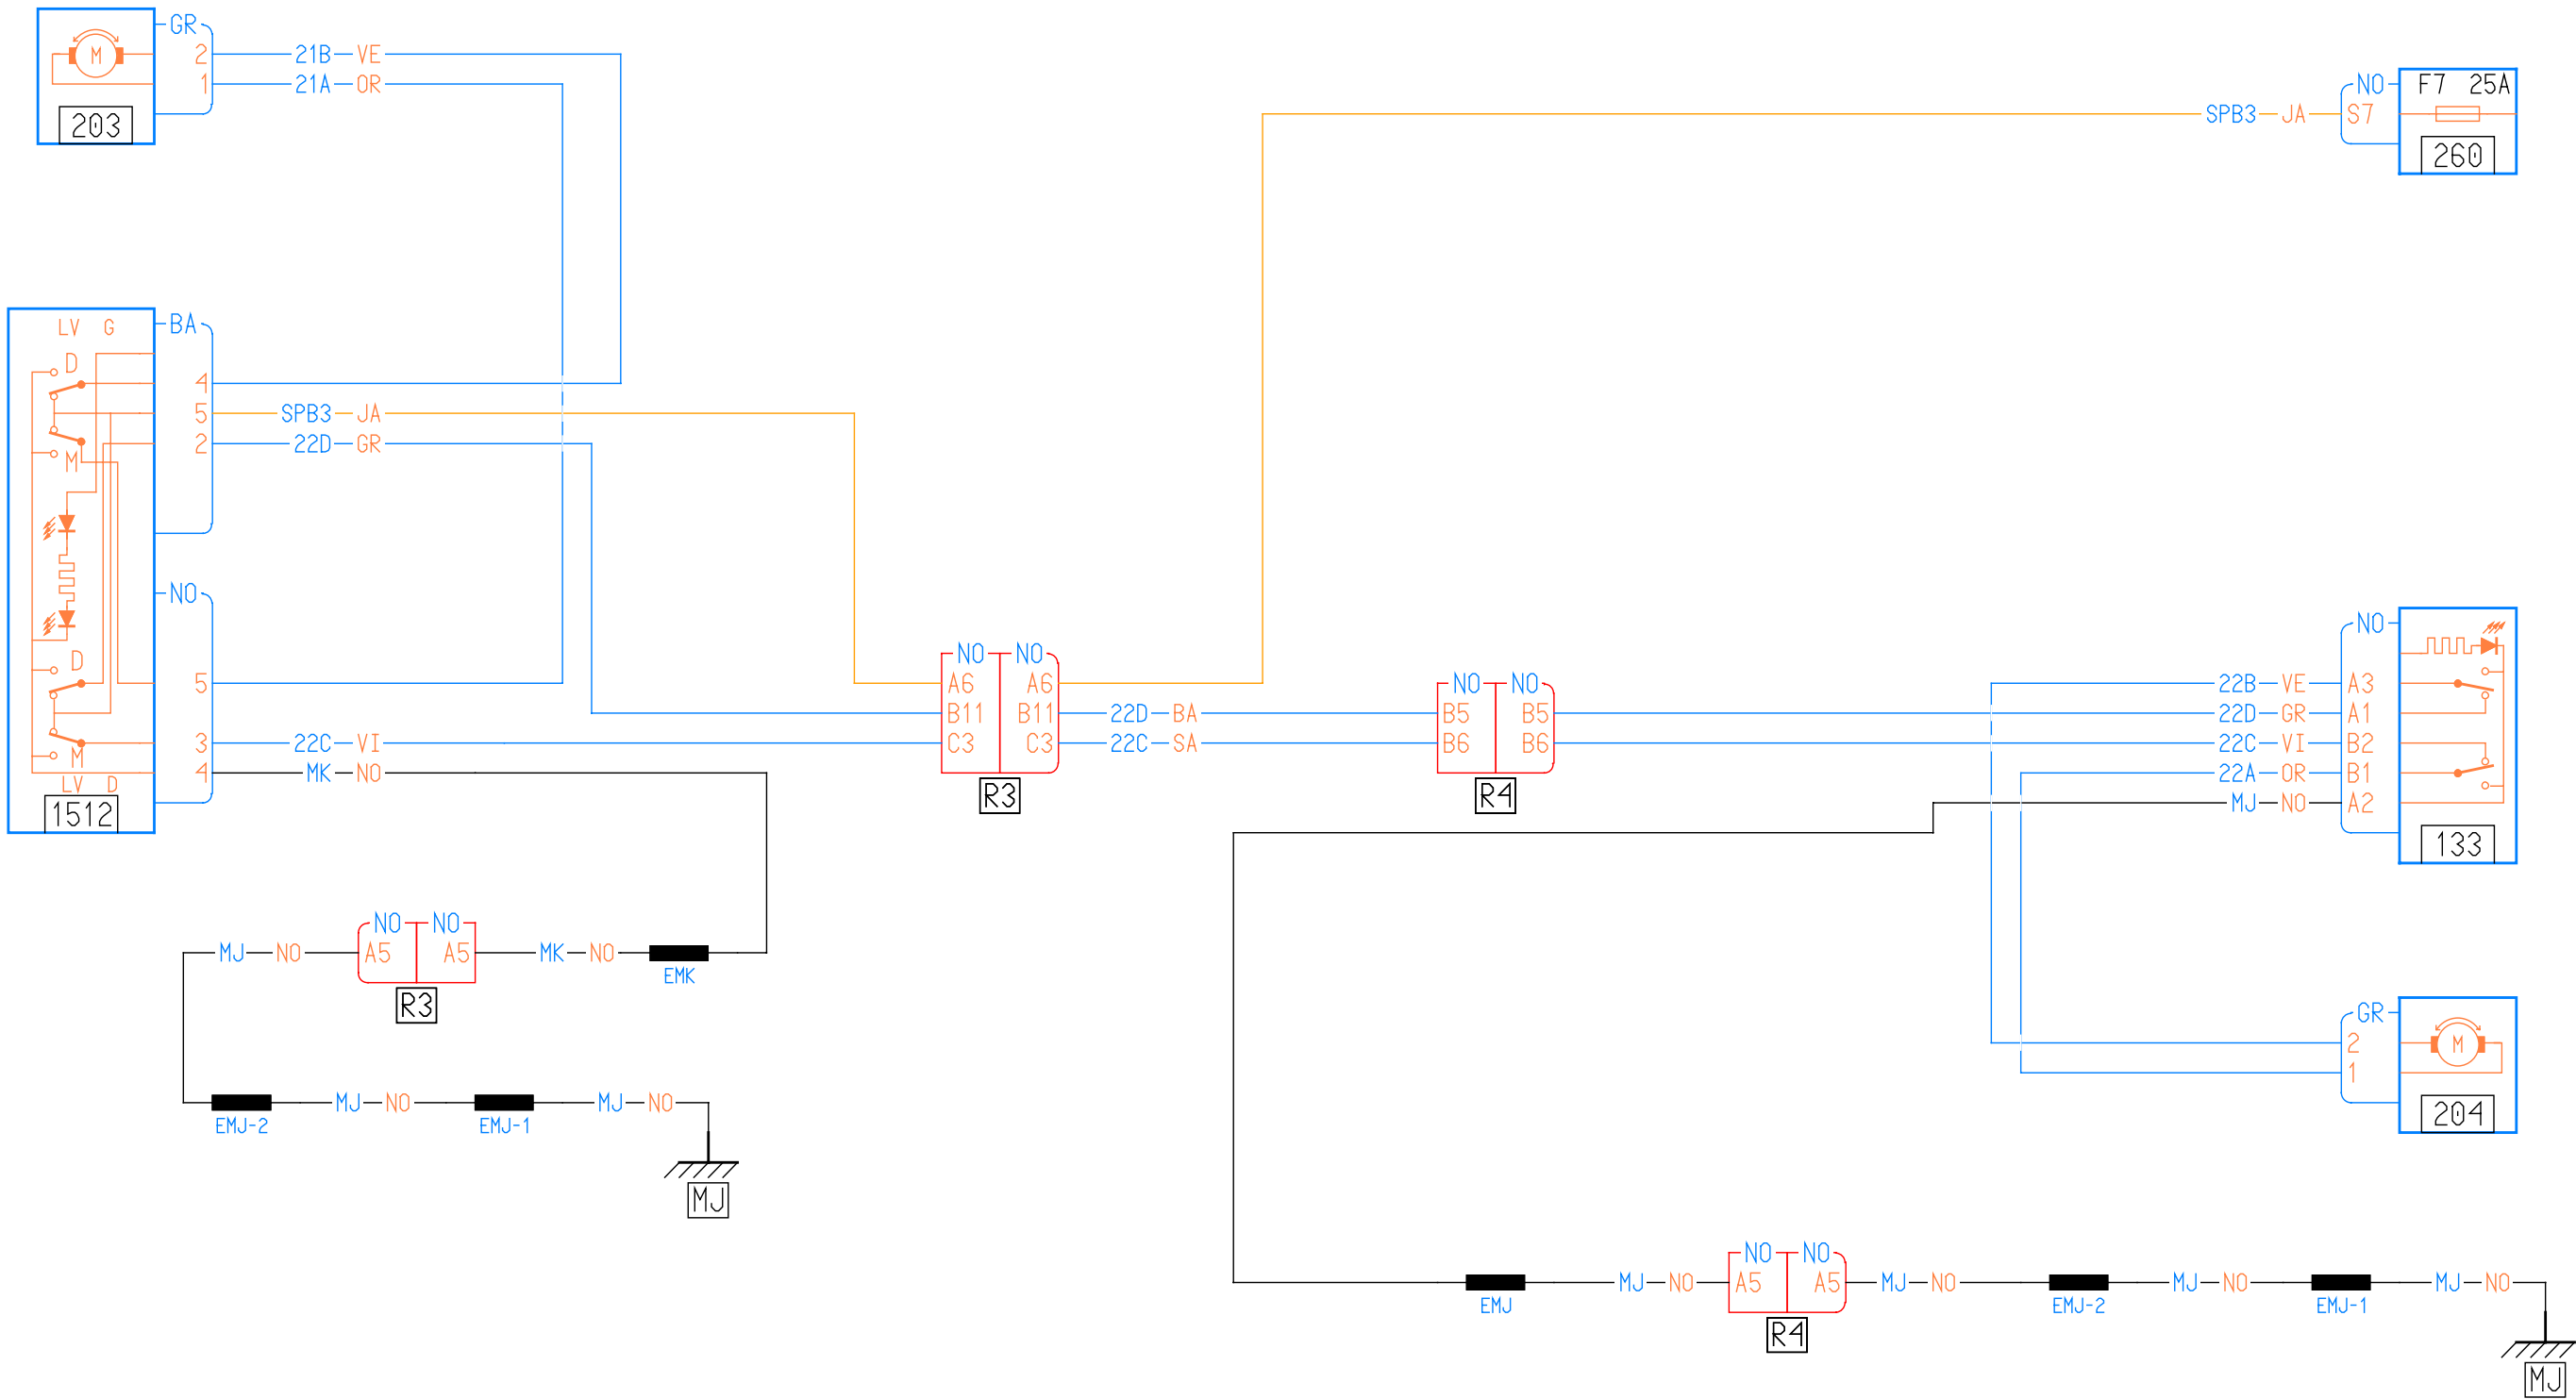 GR
M
2 21B VE
1 21A OR
203
NO F7 25A
SPB3 JA S7
260
LV G BA
D
4
5 SPB3 JA
2 22D GR
M
NO
D
5
3 22C VI
M
4 MK NO
LV D
1512
NO NO
A6 A6
B11 B11 22D BA
C3 C3 22C SA
R3
NO NO
B5 B5
B6 B6
R4
NO
22B VE A3
22D GR A1
22C VI B2
22A OR B1
MJ NO A2
133
NO NO
MJ NO A5 A5 MK NO
EMK
R3
GR
2
M
1
204
MJ NO MJ NO
EMJ-2 EMJ-1
MJ
NO NO
MJ NO A5 A5 MJ NO MJ NO MJ NO
EMJ EMJ-2 EMJ-1
R4
MJ